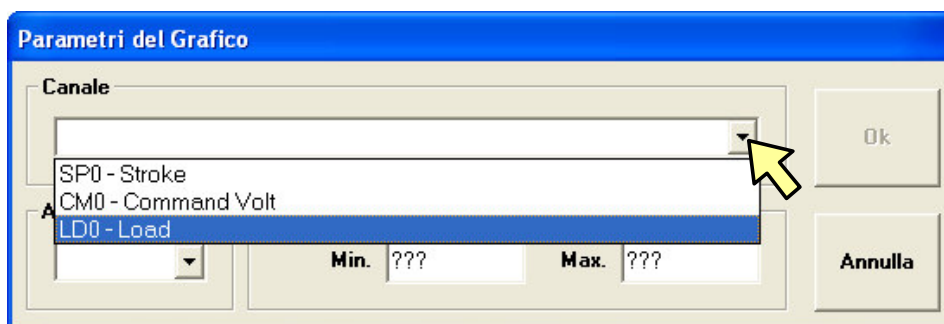 Parametri del Grafico
Canale
Ok
SP0 - Stroke
CM0 - Command Volt
LD0 - Load
A
Min. ??? Max. ???
Annulla